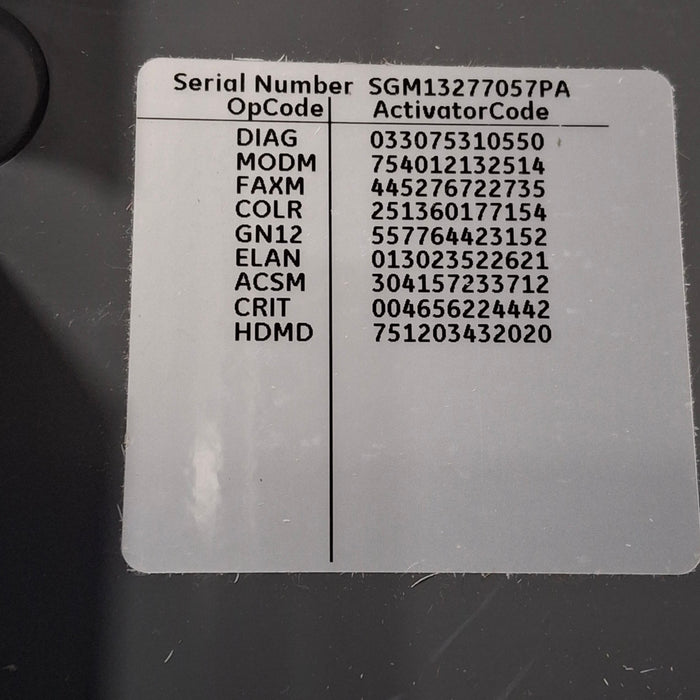 Serial Number SGM13277057PA
OpCode ActivatorCode
DIAG 033075310550
MODM 754012132514
FAXM 445276722735
COLR 251360177154
GN12 557764423152
ELAN 013023522621
ACSM 304157233712
CRIT 004656224442
HDMD 751203432020